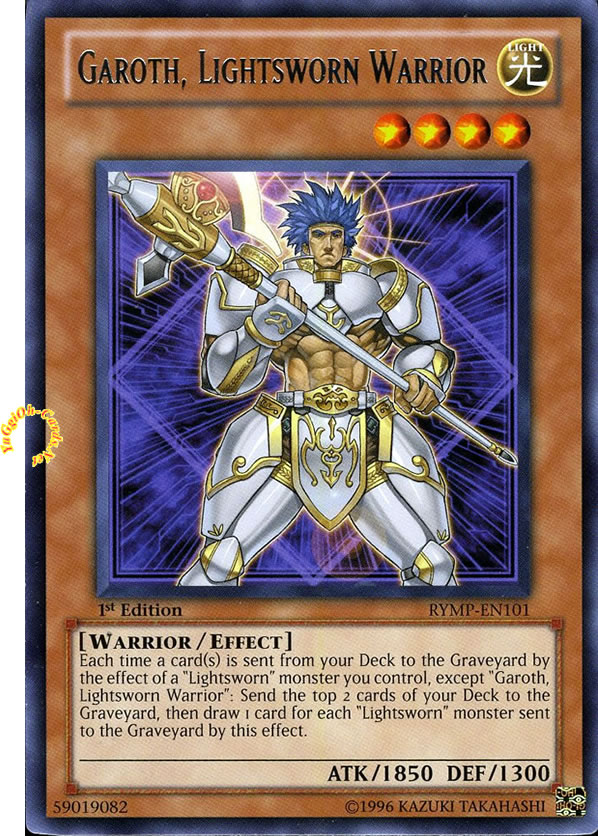 GAROTH, LIGHTSWORN WARRIOR
LIGHT
光
YuGgiOh-Cards.Net
1st Edition
RYMP-EN101
[WARRIOR / EFFECT]
Each time a card(s) is sent from your Deck to the Graveyard by
the effect of a "Lightsworn" monster you control, except "Garoth,
Lightsworn Warrior": Send the top 2 cards of your Deck to the
Graveyard, then draw 1 card for each "Lightsworn" monster sent
to the Graveyard by this effect.
ATK/1850 DEF/1300
59019082
©1996 KAZUKI TAKAHASHI